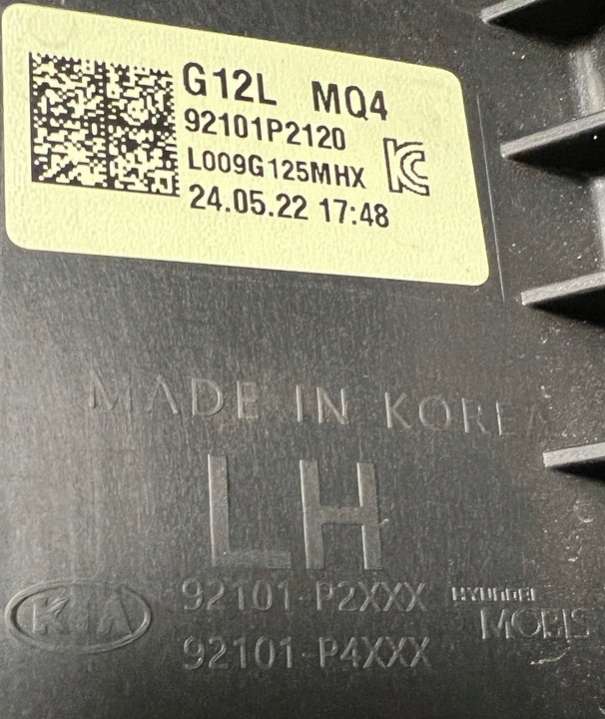 G12L MQ4
92101P2120
L009G125MHX
24.05.22 17:48
MADE IN KOREA
LH
KIA
92101-P2XXX
HYUNDAI
MOBIS
92101-P4XXX